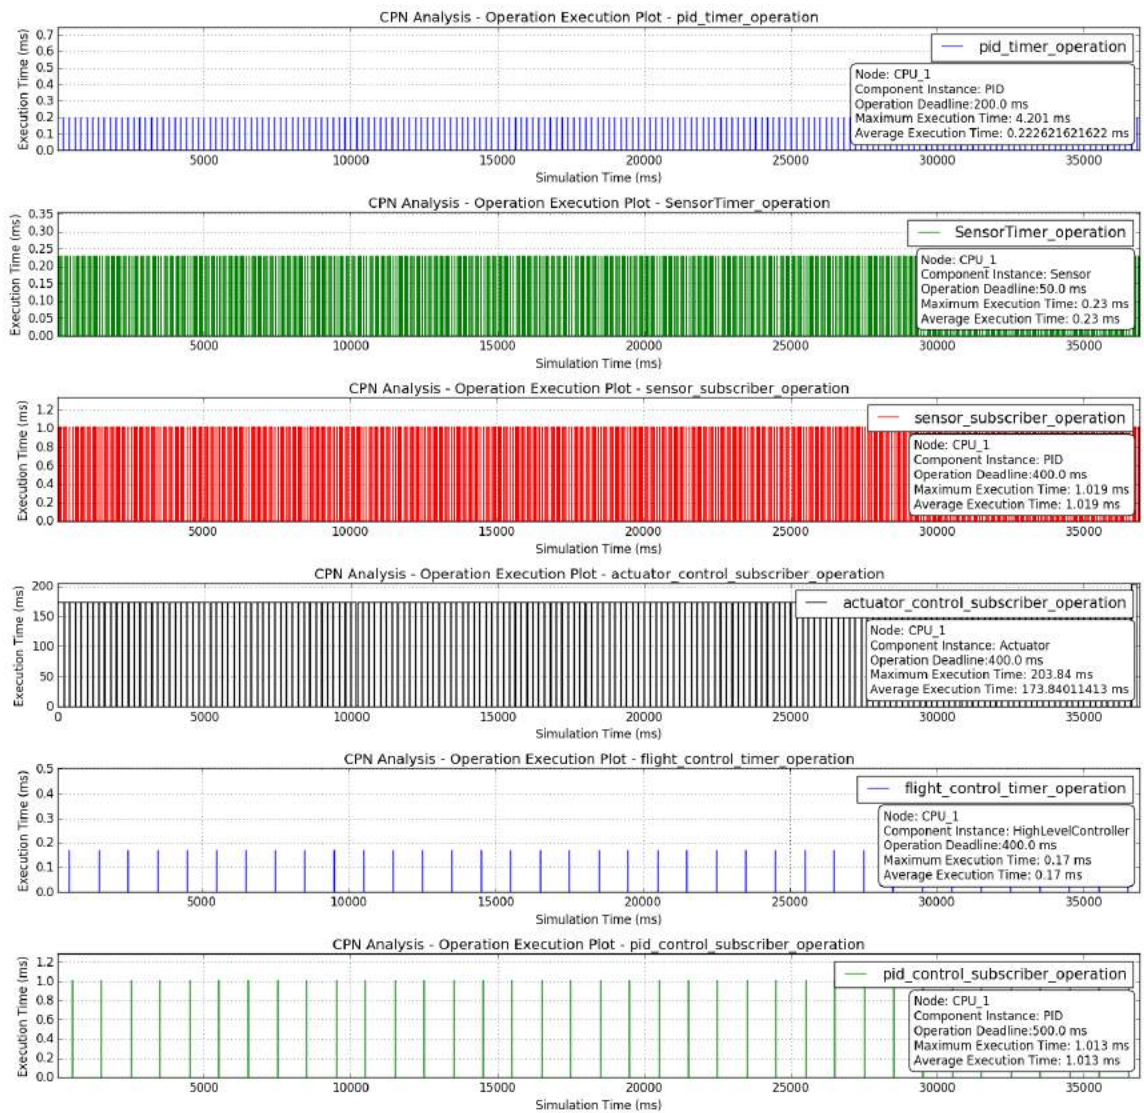 CPN Analysis - Operation Execution Plot - pid_timer_operation
Execution Time (ms)
0.7
0.6
0.5
0.4
0.3
0.2
0.1
0.0
pid_timer_operation
Node: CPU_1
Component Instance: PID
Operation Deadline:200.0 ms
Maximum Execution Time: 4.201 ms
Average Execution Time: 0.222621621622 ms
5000 10000 15000 20000 25000 30000 35000
Simulation Time (ms)
CPN Analysis - Operation Execution Plot - SensorTimer_operation
Execution Time (ms)
0.35
0.30
0.25
0.20
0.15
0.10
0.05
0.00
SensorTimer_operation
Node: CPU_1
Component Instance: Sensor
Operation Deadline:50.0 ms
Maximum Execution Time: 0.23 ms
Average Execution Time: 0.23 ms
5000 10000 15000 20000 25000 30000 35000
Simulation Time (ms)
CPN Analysis - Operation Execution Plot - sensor_subscriber_operation
Execution Time (ms)
1.2
1.0
0.8
0.6
0.4
0.2
0.0
sensor_subscriber_operation
Node: CPU_1
Component Instance: PID
Operation Deadline:400.0 ms
Maximum Execution Time: 1.019 ms
Average Execution Time: 1.019 ms
5000 10000 15000 20000 25000 30000 35000
Simulation Time (ms)
CPN Analysis - Operation Execution Plot - actuator_control_subscriber_operation
Execution Time (ms)
200
150
100
50
0
actuator_control_subscriber_operation
Node: CPU_1
Component Instance: Actuator
Operation Deadline:400.0 ms
Maximum Execution Time: 203.84 ms
Average Execution Time: 173.84011413 ms
0 5000 10000 15000 20000 25000 30000 35000
Simulation Time (ms)
CPN Analysis - Operation Execution Plot - flight_control_timer_operation
Execution Time (ms)
0.5
0.4
0.3
0.2
0.1
0.0
flight_control_timer_operation
Node: CPU_1
Component Instance: HighLevelController
Operation Deadline:400.0 ms
Maximum Execution Time: 0.17 ms
Average Execution Time: 0.17 ms
5000 10000 15000 20000 25000 30000 35000
Simulation Time (ms)
CPN Analysis - Operation Execution Plot - pid_control_subscriber_operation
Execution Time (ms)
1.2
1.0
0.8
0.6
0.4
0.2
0.0
pid_control_subscriber_operation
Node: CPU_1
Component Instance: PID
Operation Deadline:500.0 ms
Maximum Execution Time: 1.013 ms
Average Execution Time: 1.013 ms
5000 10000 15000 20000 25000 30000 35000
Simulation Time (ms)